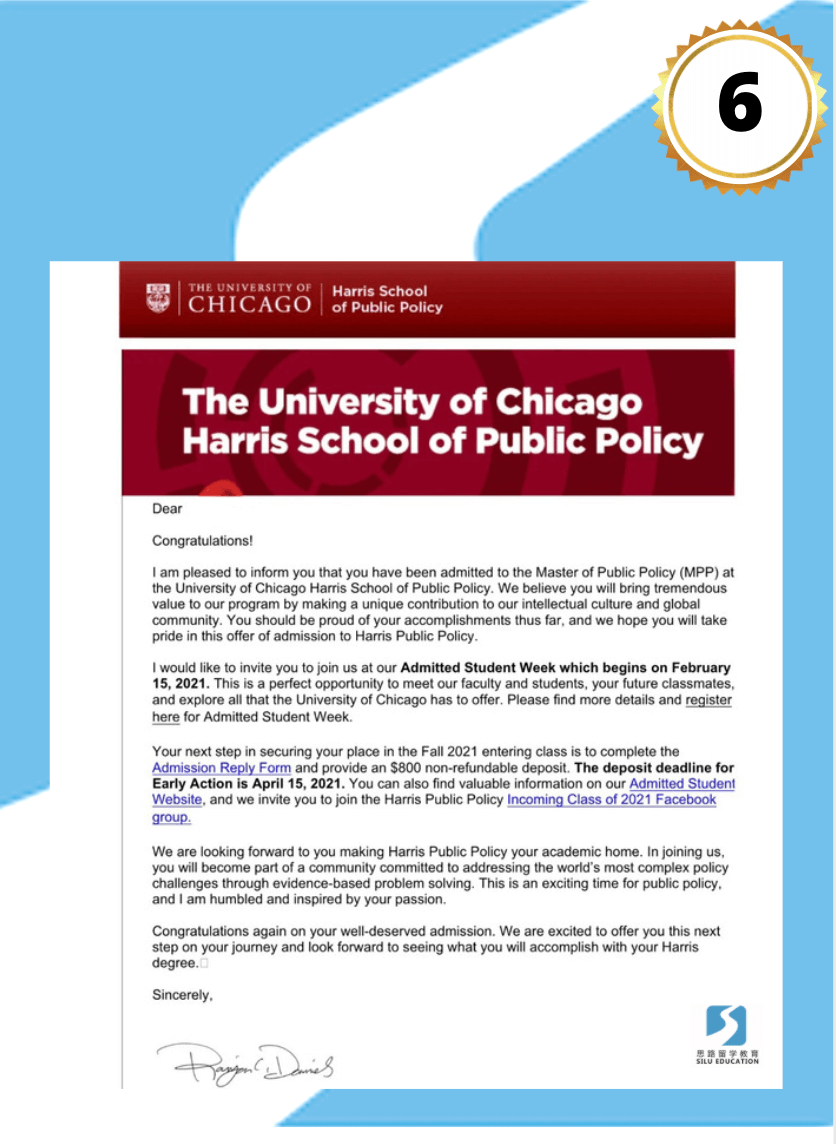 6
THE UNIVERSITY OF
CHICAGO
Harris School
of Public Policy
The University of Chicago
Harris School of Public Policy
Dear
Congratulations!
I am pleased to inform you that you have been admitted to the Master of Public Policy (MPP) at
the University of Chicago Harris School of Public Policy. We believe you will bring tremendous
value to our program by making a unique contribution to our intellectual culture and global
community. You should be proud of your accomplishments thus far, and we hope you will take
pride in this offer of admission to Harris Public Policy.
I would like to invite you to join us at our Admitted Student Week which begins on February
15, 2021. This is a perfect opportunity to meet our faculty and students, your future classmates,
and explore all that the University of Chicago has to offer. Please find more details and register
here for Admitted Student Week.
Your next step in securing your place in the Fall 2021 entering class is to complete the
Admission Reply Form and provide an $800 non-refundable deposit. The deposit deadline for
Early Action is April 15, 2021. You can also find valuable information on our Admitted Student
Website, and we invite you to join the Harris Public Policy Incoming Class of 2021 Facebook
group.
We are looking forward to you making Harris Public Policy your academic home. In joining us,
you will become part of a community committed to addressing the world's most complex policy
challenges through evidence-based problem solving. This is an exciting time for public policy,
and I am humbled and inspired by your passion.
Congratulations again on your well-deserved admission. We are excited to offer you this next
step on your journey and look forward to seeing what you will accomplish with your Harris
degree.
Sincerely,
思路留学教育
SILU EDUCATION